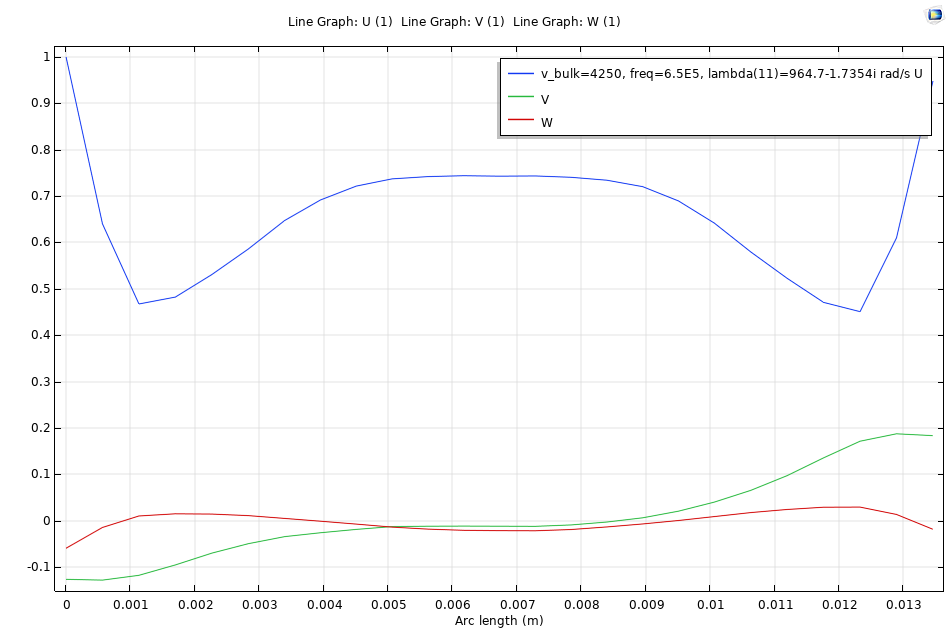 Line Graph: U (1)  Line Graph: V (1)  Line Graph: W (1)
v_bulk=4250, freq=6.5E5, lambda(11)=964.7-1.7354i rad/s U
V
W
1
0.9
0.8
0.7
0.6
0.5
0.4
0.3
0.2
0.1
0
-0.1
0 0.001 0.002 0.003 0.004 0.005 0.006 0.007 0.008 0.009 0.01 0.011 0.012 0.013
Arc length (m)